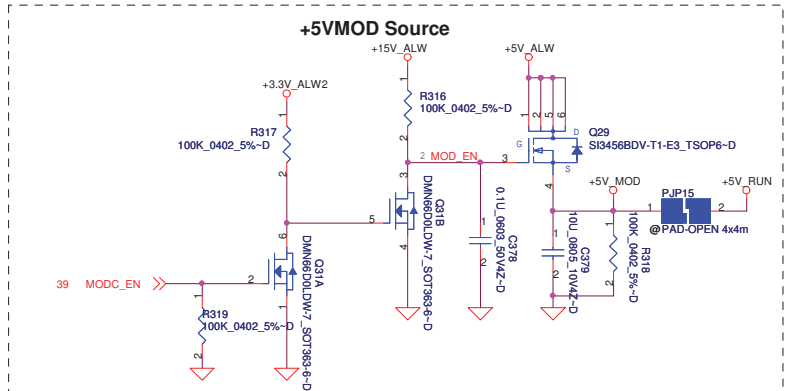 +5VMOD Source
+15V_ALW
+5V_ALW
+3.3V_ALW2
1
R316
100K_0402_5%~D
2
1
R317
100K_0402_5%~D
2
1
2
5
6
Q29
SI3456BDV-T1-E3_TSOP6~D
D
G
S
3
4
2 MOD_EN
3
5
4
Q31B
DMN66D0LDW-7_SOT363-6~D
1
2
0.1U_0603_50V4Z~D
C378
+5V_MOD
PJP15
+5V_RUN
1
2
@PAD-OPEN 4x4m
1
2
10U_0805_10V4Z~D
C379
1
2
100K_0402_5%~D
R318
6
2
1
Q31A
DMN66D0LDW-7_SOT363-6~D
39 MODC_EN
1
R319
100K_0402_5%~D
2